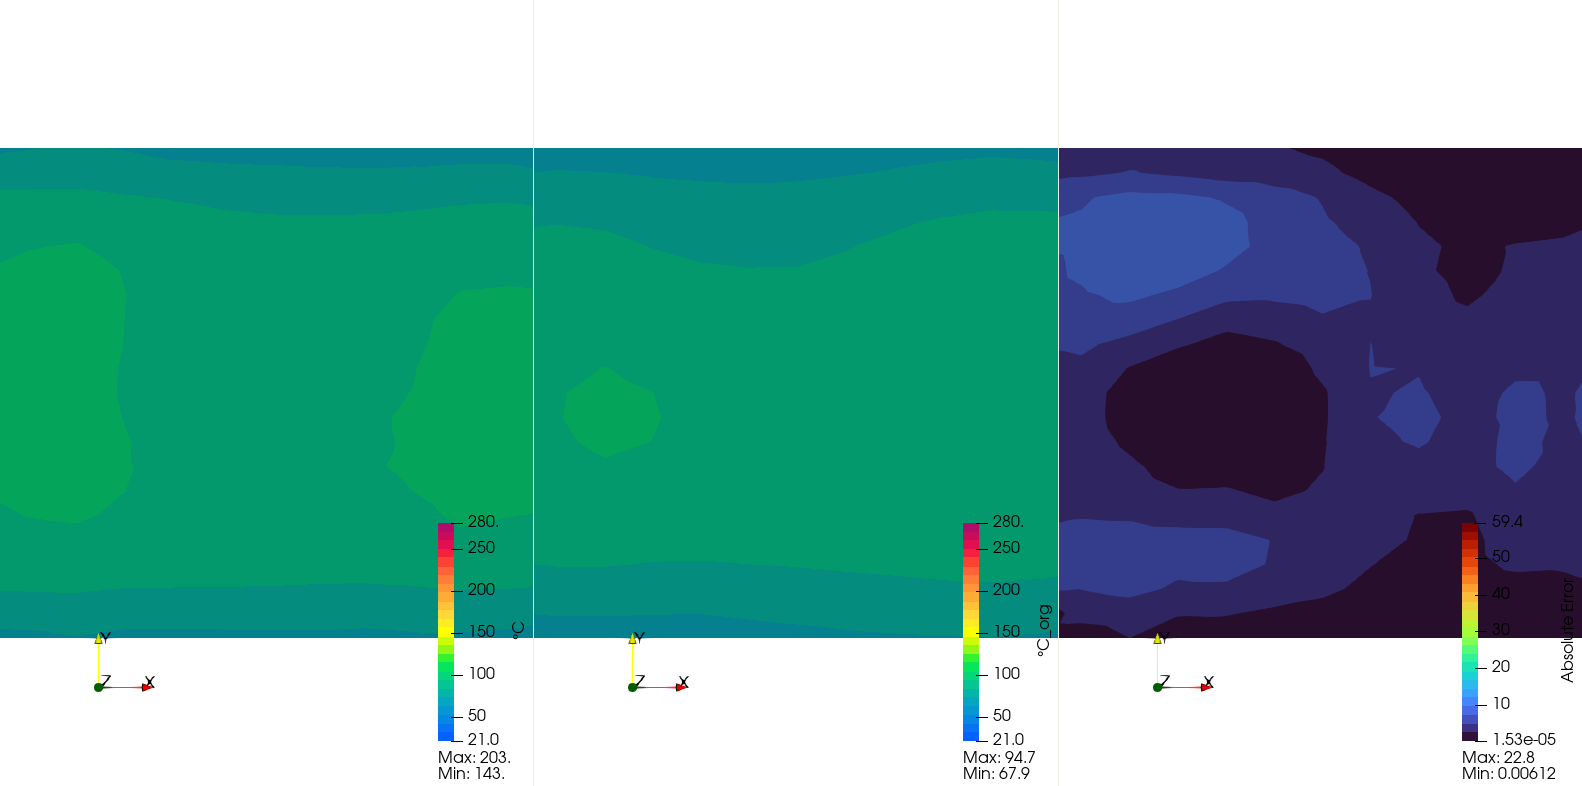 280.
250
200
150
100
50
21.0
°C
Max: 203.
Min: 143.
Y
Z
X
280.
250
200
150
100
50
21.0
°C_org
Max: 94.7
Min: 67.9
Y
Z
X
59.4
50
40
30
20
10
1.53e-05
Absolute Error
Max: 22.8
Min: 0.00612
Y
Z
X